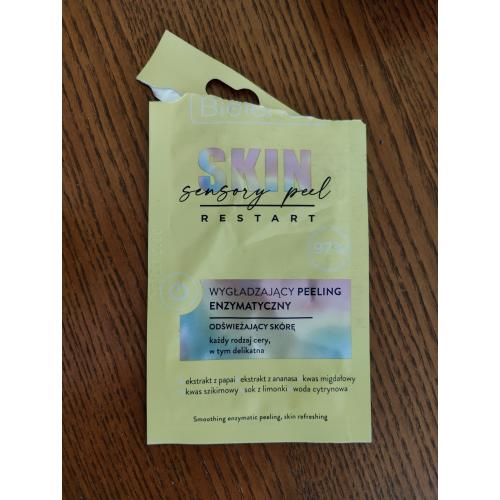 SKIN
sensory peel
RESTART
97%
WYGŁADZAJĄCY PEELING
ENZYMATYCZNY
ODŚWIEŻAJĄCY SKÓRĘ
każdy rodzaj cery,
w tym delikatna
ekstrakt z papai ekstrakt z ananasa kwas migdałowy
kwas szikimowy sok z limonki woda cytrynowa
Smoothing enzymatic peeling, skin refreshing